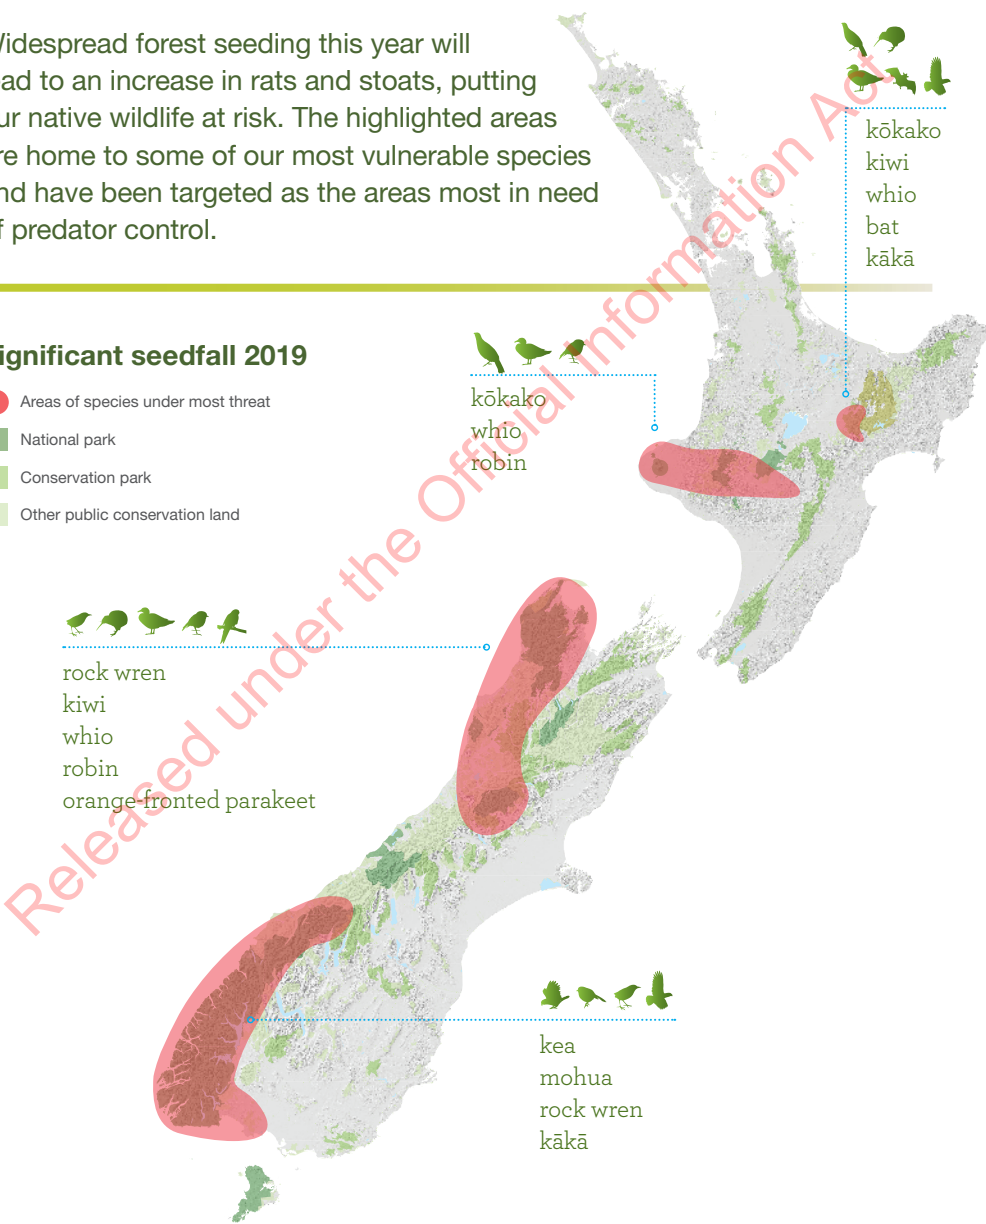 Widespread forest seeding this year will
ead to an increase in rats and stoats, putting
ur native wildlife at risk. The highlighted areas
re home to some of our most vulnerable species
nd have been targeted as the areas most in need
f predator control.
kōkako
kiwi
whio
bat
kākā
ignificant seedfall 2019
Areas of species under most threat
National park
Conservation park
Other public conservation land
kōkako
whio
robin
rock wren
kiwi
whio
robin
orange-fronted parakeet
kea
mohua
rock wren
kākā
Released under the Official Information Act